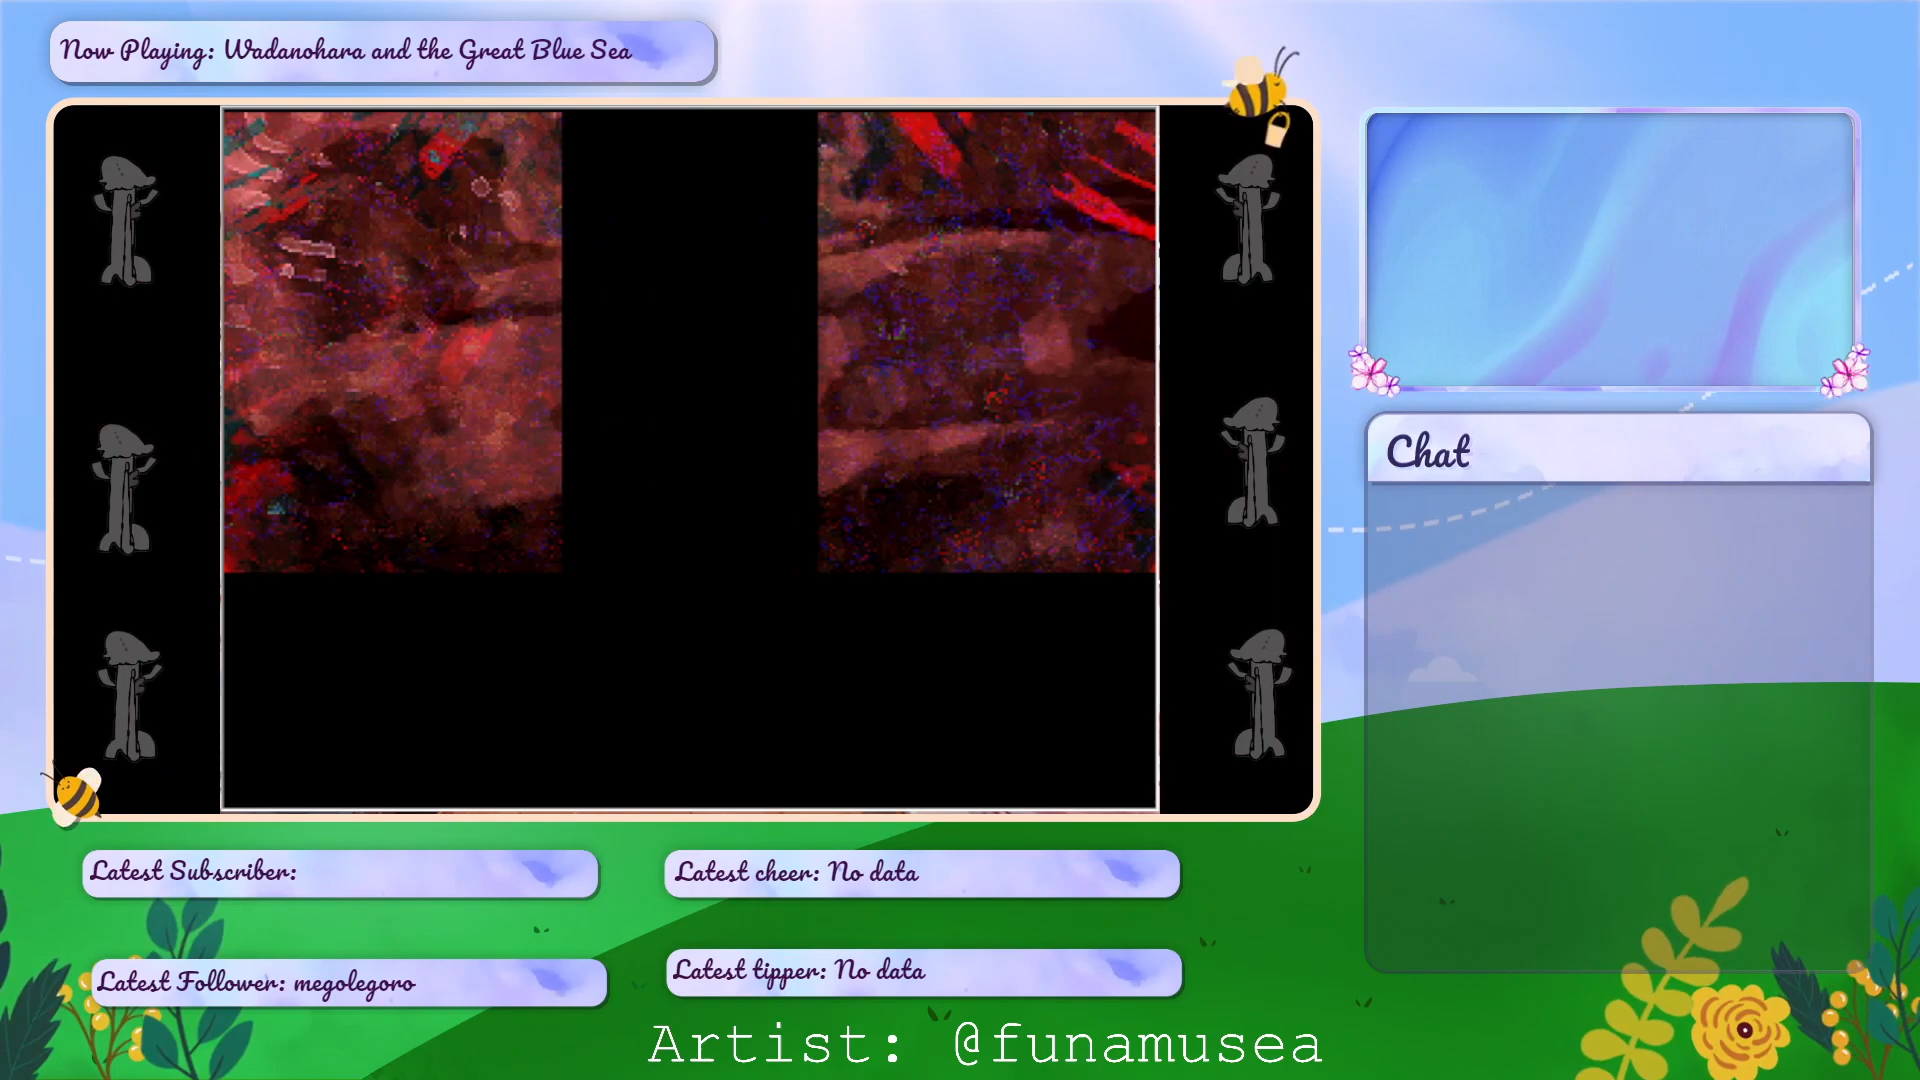 Now Playing: Wadanohara and the Great Blue Sea
Chat
Latest Subscriber:
Latest cheer: No data
Latest Follower: megolegoro
Latest tipper: No data
Artist: @funamusea